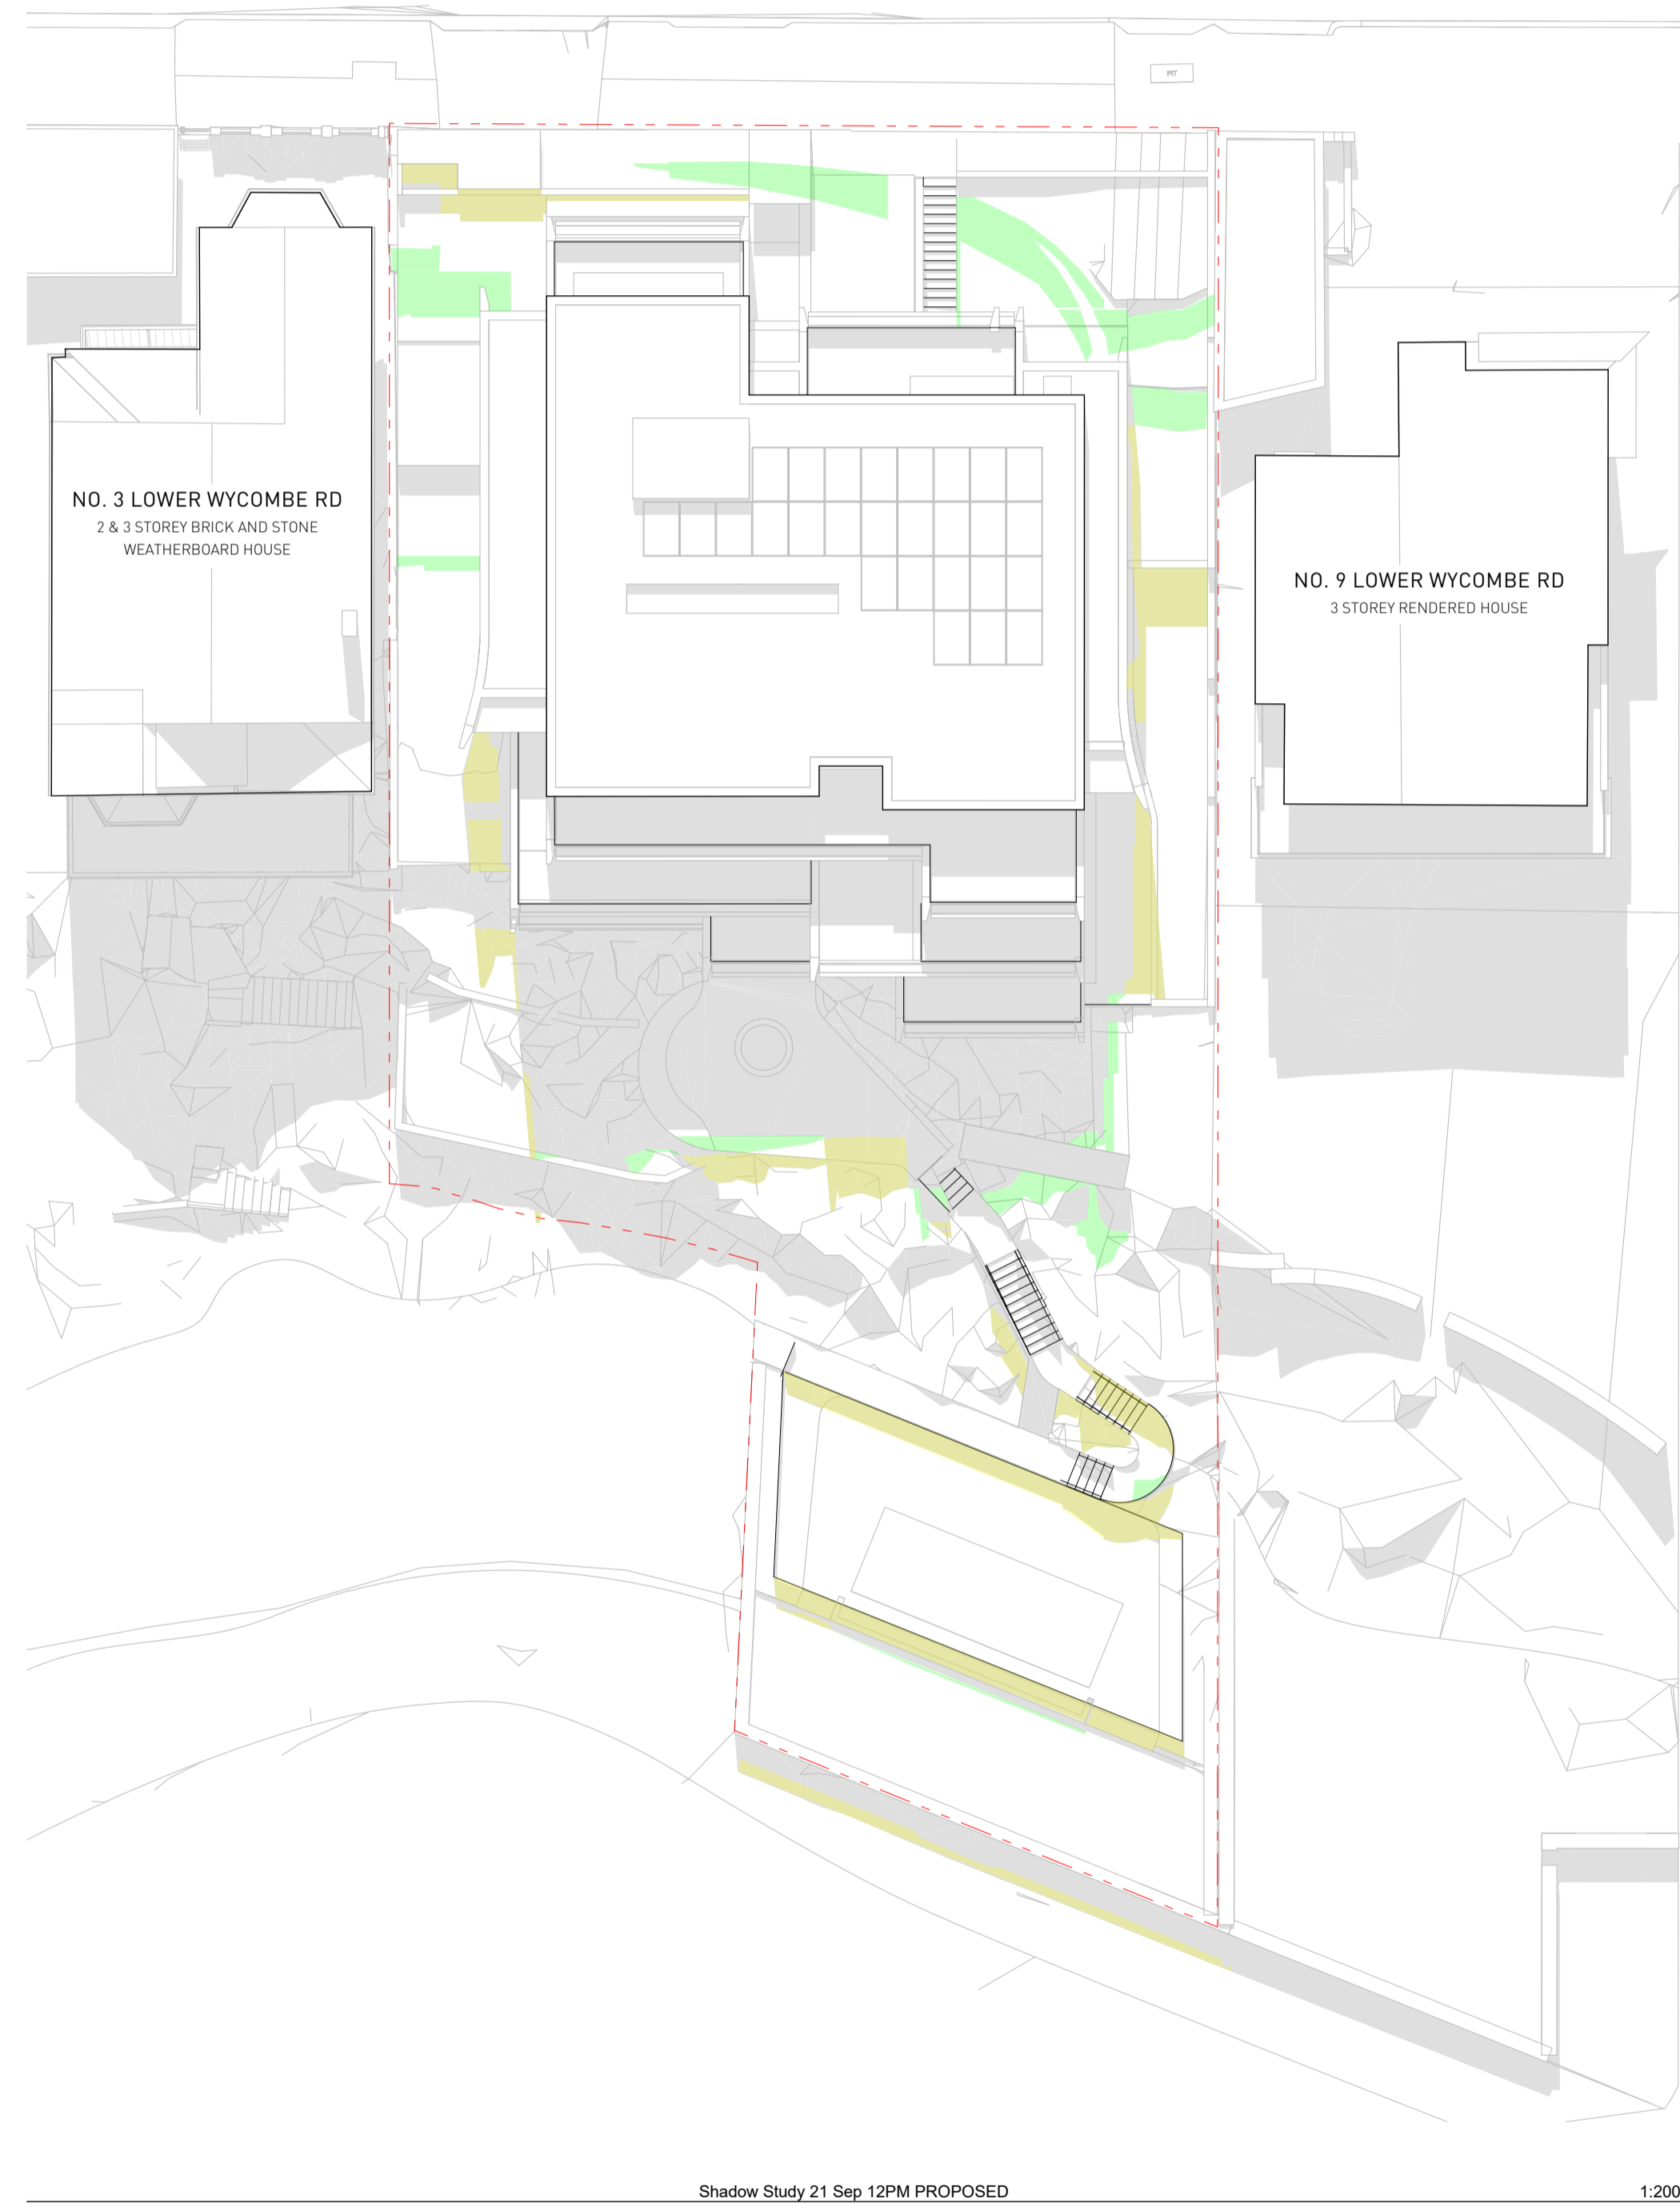 PIT
NO. 3 LOWER WYCOMBE RD
2 & 3 STOREY BRICK AND STONE
WEATHERBOARD HOUSE
NO. 9 LOWER WYCOMBE RD
3 STOREY RENDERED HOUSE
Shadow Study 21 Sep 12PM PROPOSED
1:200